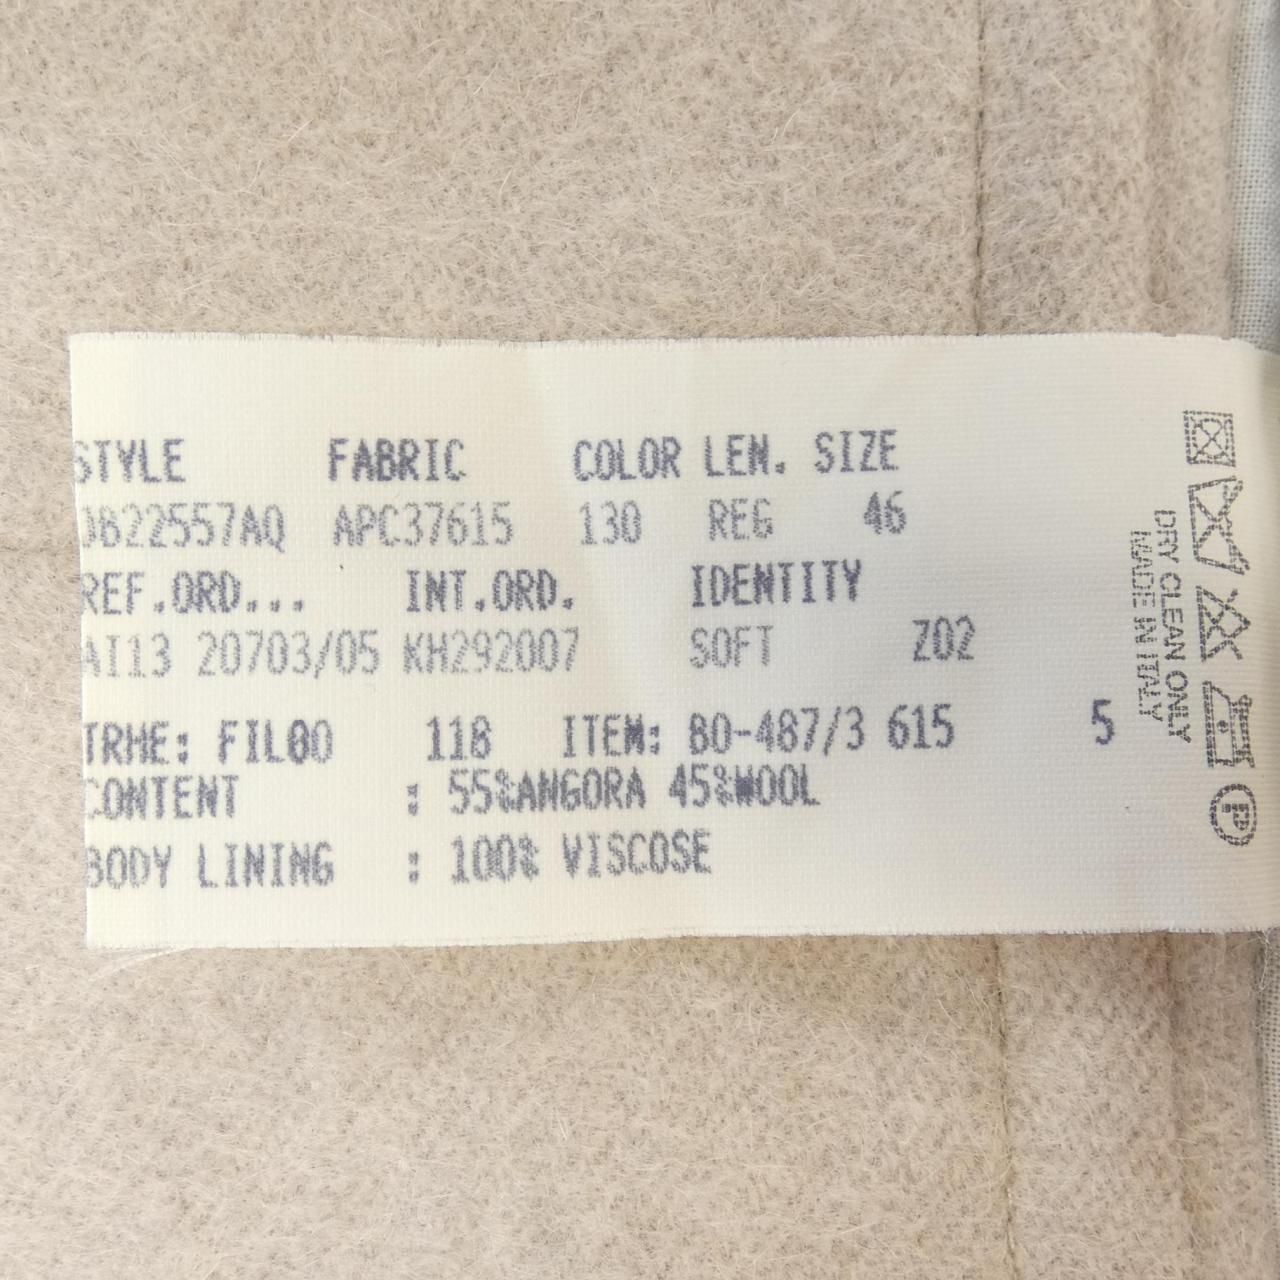 STYLE FABRIC COLOR LEN. SIZE
JB22557AQ APC37615 130 REG 46
REF.ORD... INT.ORD. IDENTITY
AI13 20703/05 KH292007 SOFT Z02
TRME: FIL00 118 ITEM: 80-487/3 615 5
CONTENT : 55%ANGORA 45%WOOL
BODY LINING : 100% VISCOSE
DRY CLEAN ONLY
MADE IN ITALY
P